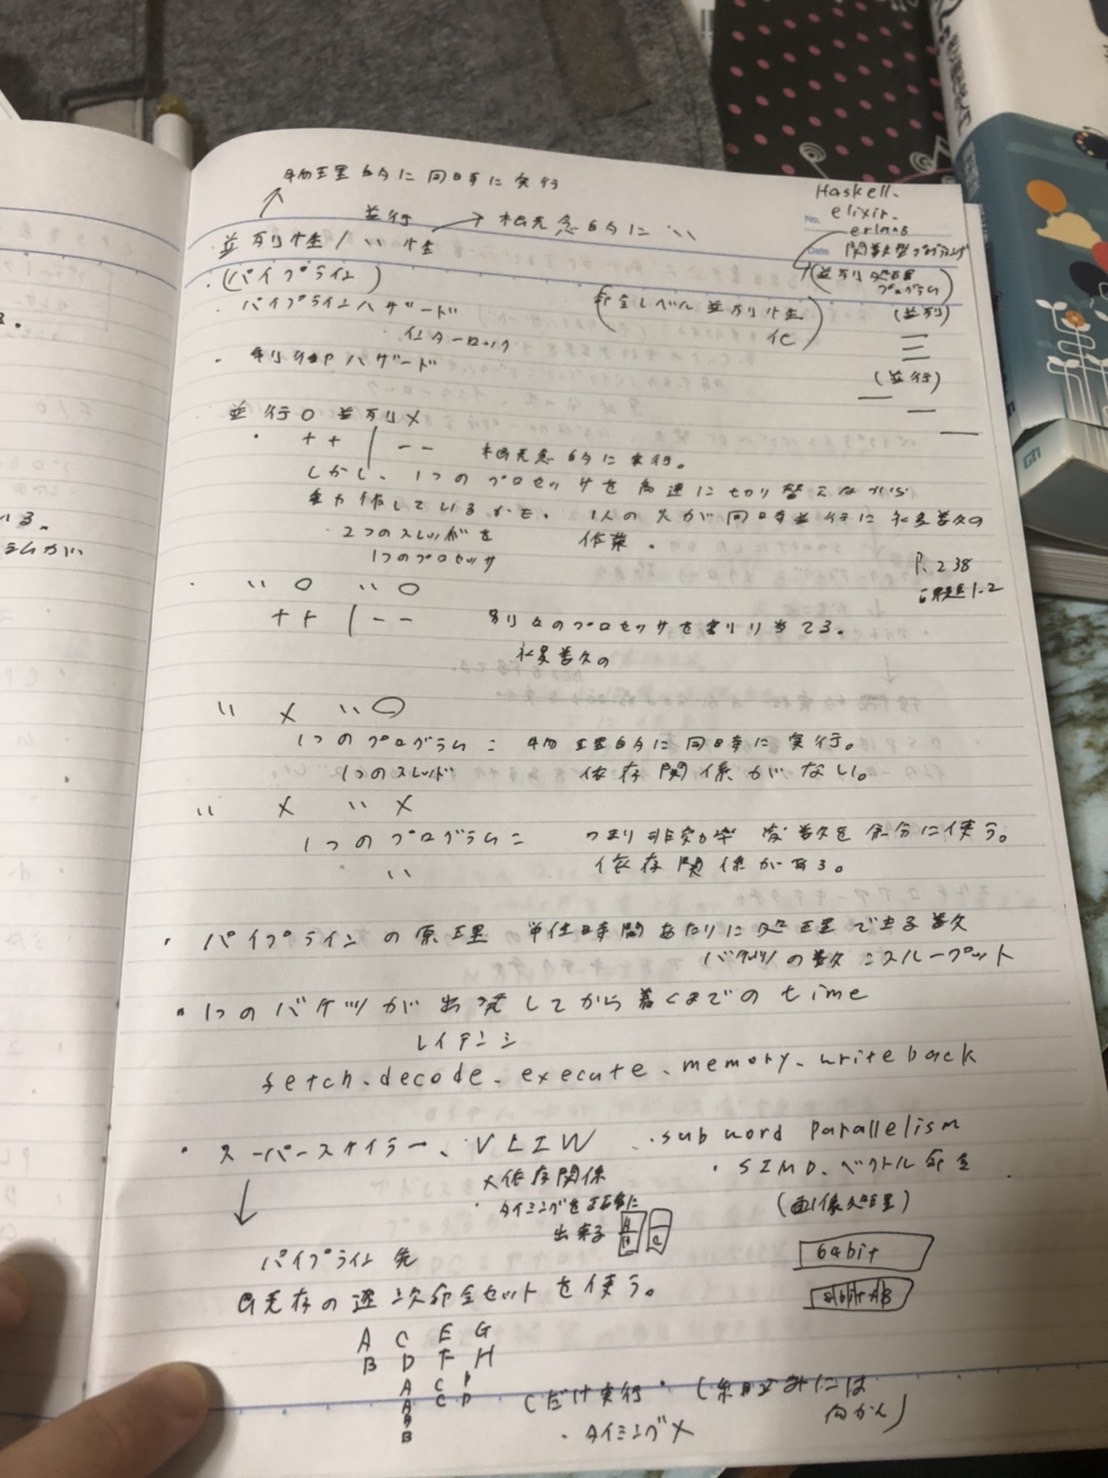 物理的に同時に実行
並行 → 概念的に 〃
並列性 / 〃 性
(パイプライン)
パイプラインハザード
・インターロック
・制御ハザード
(命令レベル並列性
化)
Haskell.
elixir.
erlang
関数型プログラミング
(並列処理
プログラム)
(並列)
(並行)
並行○ 並列×
・ ++ | -- 概念的に実行。
しかし、1つのプロセッサを高速に切り替えながら
動作しているかも。 1人の人が同時並行に複数の
作業。
2つのスレッドを
1つのプロセッサ
P.238
課題1-2
・ 〃 ○ 〃 ○
++ | -- 別々のプロセッサを割り当てる。
複数の
〃 × 〃 ○
1つのプログラム = 物理的に同時に実行。
1つのスレッド 依存関係がない。
〃 × 〃 ×
1つのプログラム = つまり非効率 変数を余分に使う。
〃 依存関係がある。
・パイプラインの原理 単位時間あたりに処理できる数
バケツの数 = スループット
・1つのバケツが出発してから着くまでの time
レイテンシ
fetch. decode. execute. memory. writeback
・スーパースケイラー、VLIW
↓
×依存関係
・タイミングを
出来る
・sub word parallelism
・SIMD、ベクトル命令
(画像処理)
64bit
パイプライン
既存の逐次命令セットを使う。
A C E G
B D F H
A C
A C D
A
B
Cだけ実行・(組み込みには
向かん)
・タイミング×